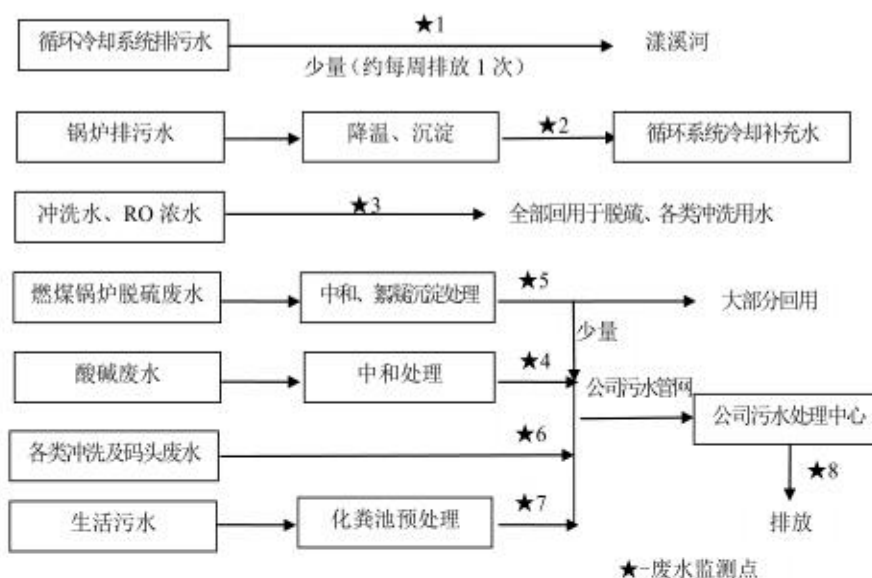 循环冷却系统排污水
★1
少量（约每周排放1次）
漾溪河
锅炉排污水
降温、沉淀
★2
循环系统冷却补充水
冲洗水、RO浓水
★3
全部回用于脱硫、各类冲洗用水
燃煤锅炉脱硫废水
中和、絮凝沉淀处理
★5
大部分回用
少量
酸碱废水
中和处理
★4
公司污水管网
公司污水处理中心
各类冲洗及码头废水
★6
★8
生活污水
化粪池预处理
★7
排放
★-废水监测点